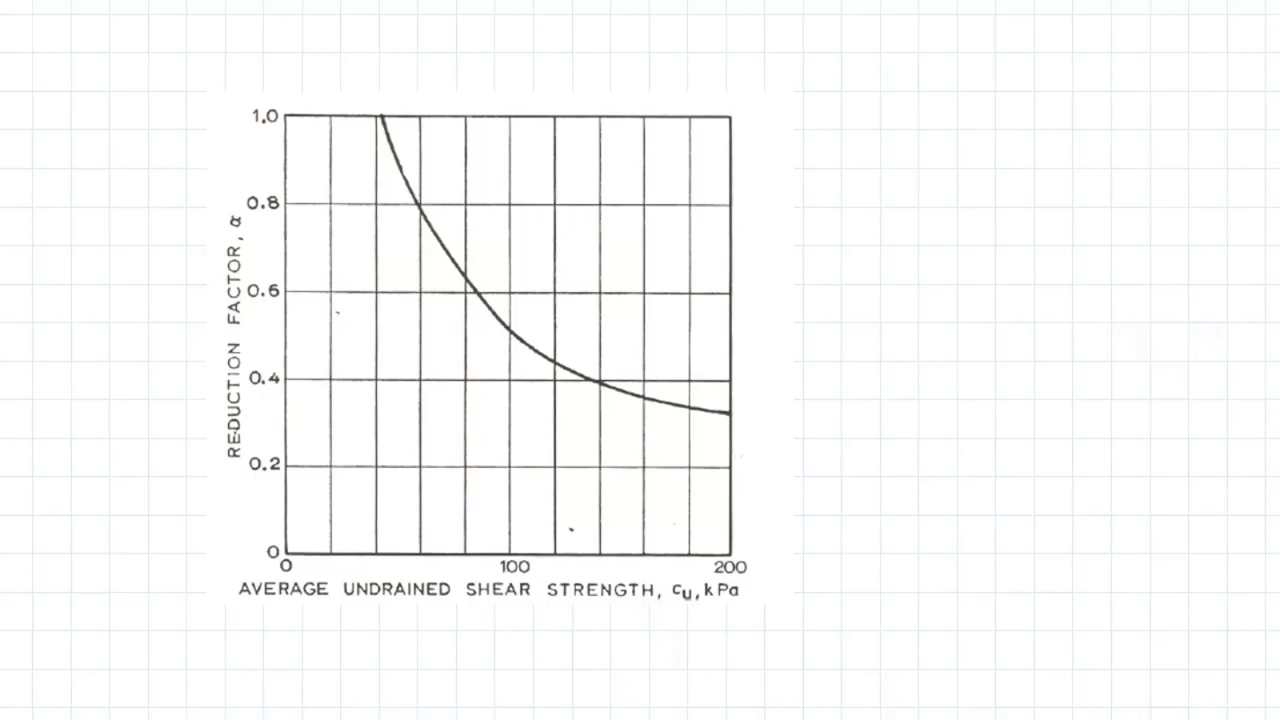 1.0
0.8
0.6
0.4
0.2
0
REDUCTION FACTOR, α
0 100 200
AVERAGE UNDRAINED SHEAR STRENGTH, cu, kPa